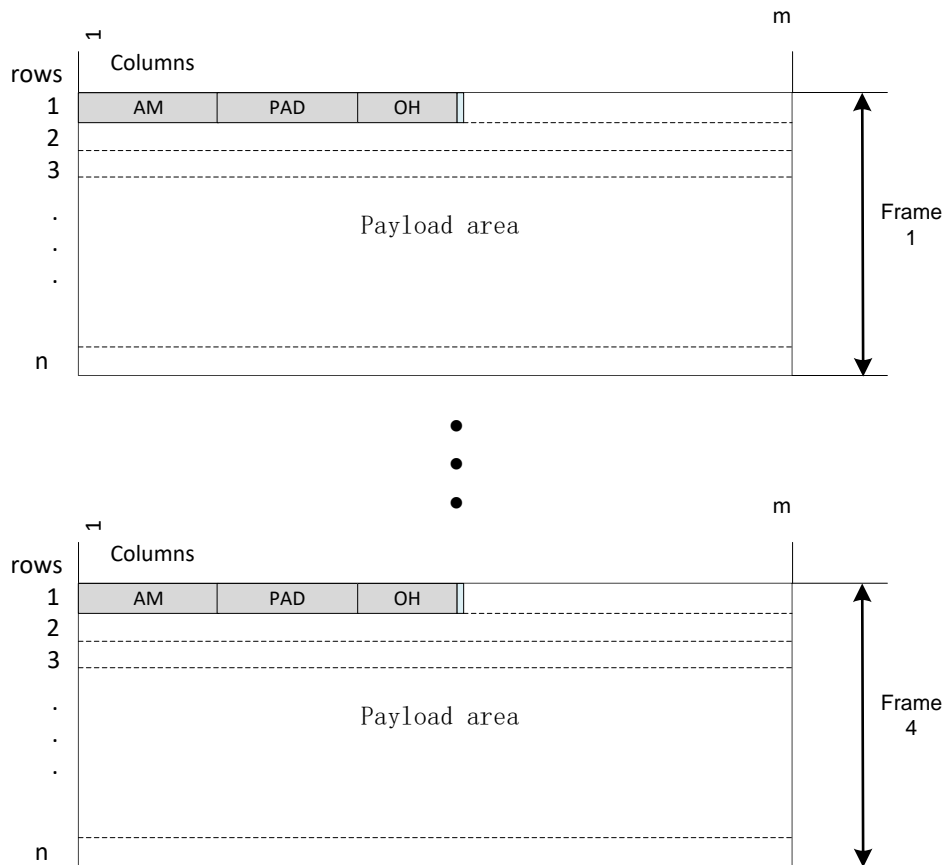 1
m
Columns
rows
1
AM PAD OH
2
3
.
.
.
Payload area
n
Frame
1
1
m
Columns
rows
1
AM PAD OH
2
3
.
.
.
Payload area
n
Frame
4